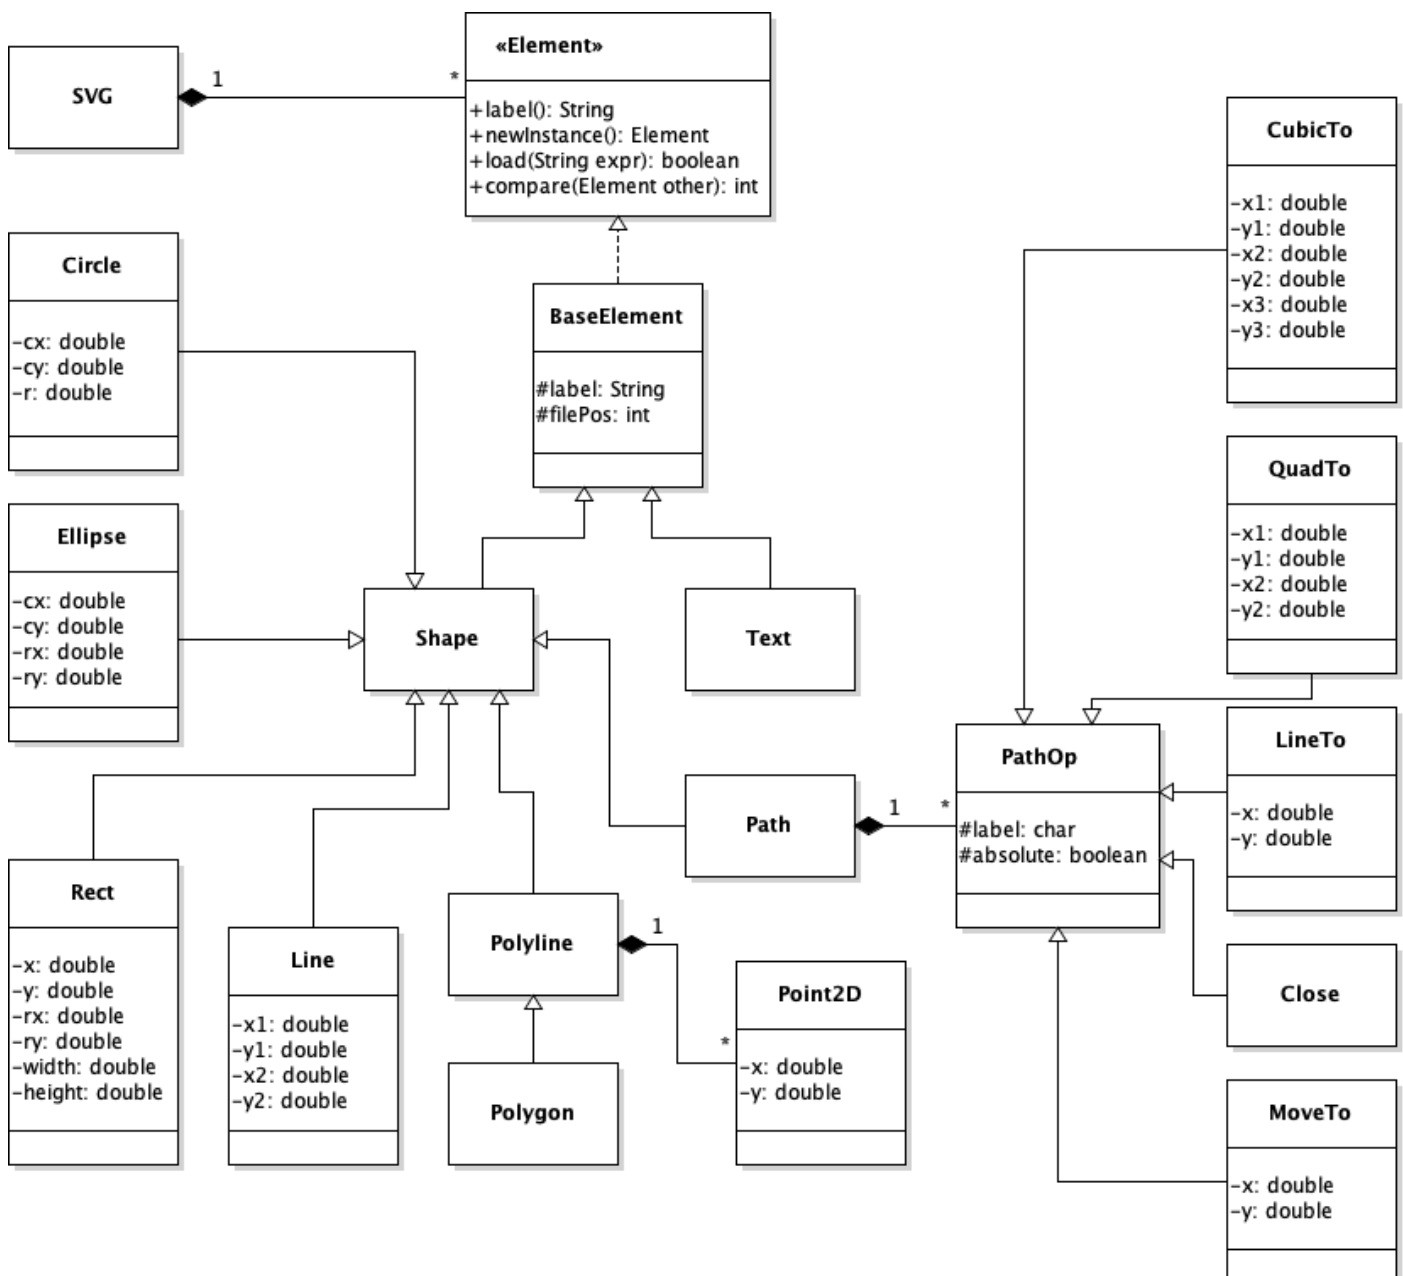 SVG
1
*
«Element»
+label(): String
+newInstance(): Element
+load(String expr): boolean
+compare(Element other): int
Circle
-cx: double
-cy: double
-r: double
BaseElement
#label: String
#filePos: int
CubicTo
-x1: double
-y1: double
-x2: double
-y2: double
-x3: double
-y3: double
Ellipse
-cx: double
-cy: double
-rx: double
-ry: double
Shape
Text
QuadTo
-x1: double
-y1: double
-x2: double
-y2: double
Path
1
*
PathOp
#label: char
#absolute: boolean
LineTo
-x: double
-y: double
Rect
-x: double
-y: double
-rx: double
-ry: double
-width: double
-height: double
Line
-x1: double
-y1: double
-x2: double
-y2: double
Polyline
1
*
Polygon
Point2D
-x: double
-y: double
Close
MoveTo
-x: double
-y: double